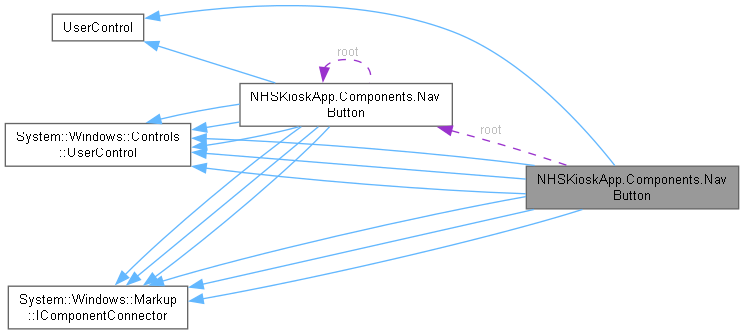 UserControl
root
NHSKioskApp.Components.Nav
Button
root
System::Windows::Controls
::UserControl
NHSKioskApp.Components.Nav
Button
System::Windows::Markup
::IComponentConnector